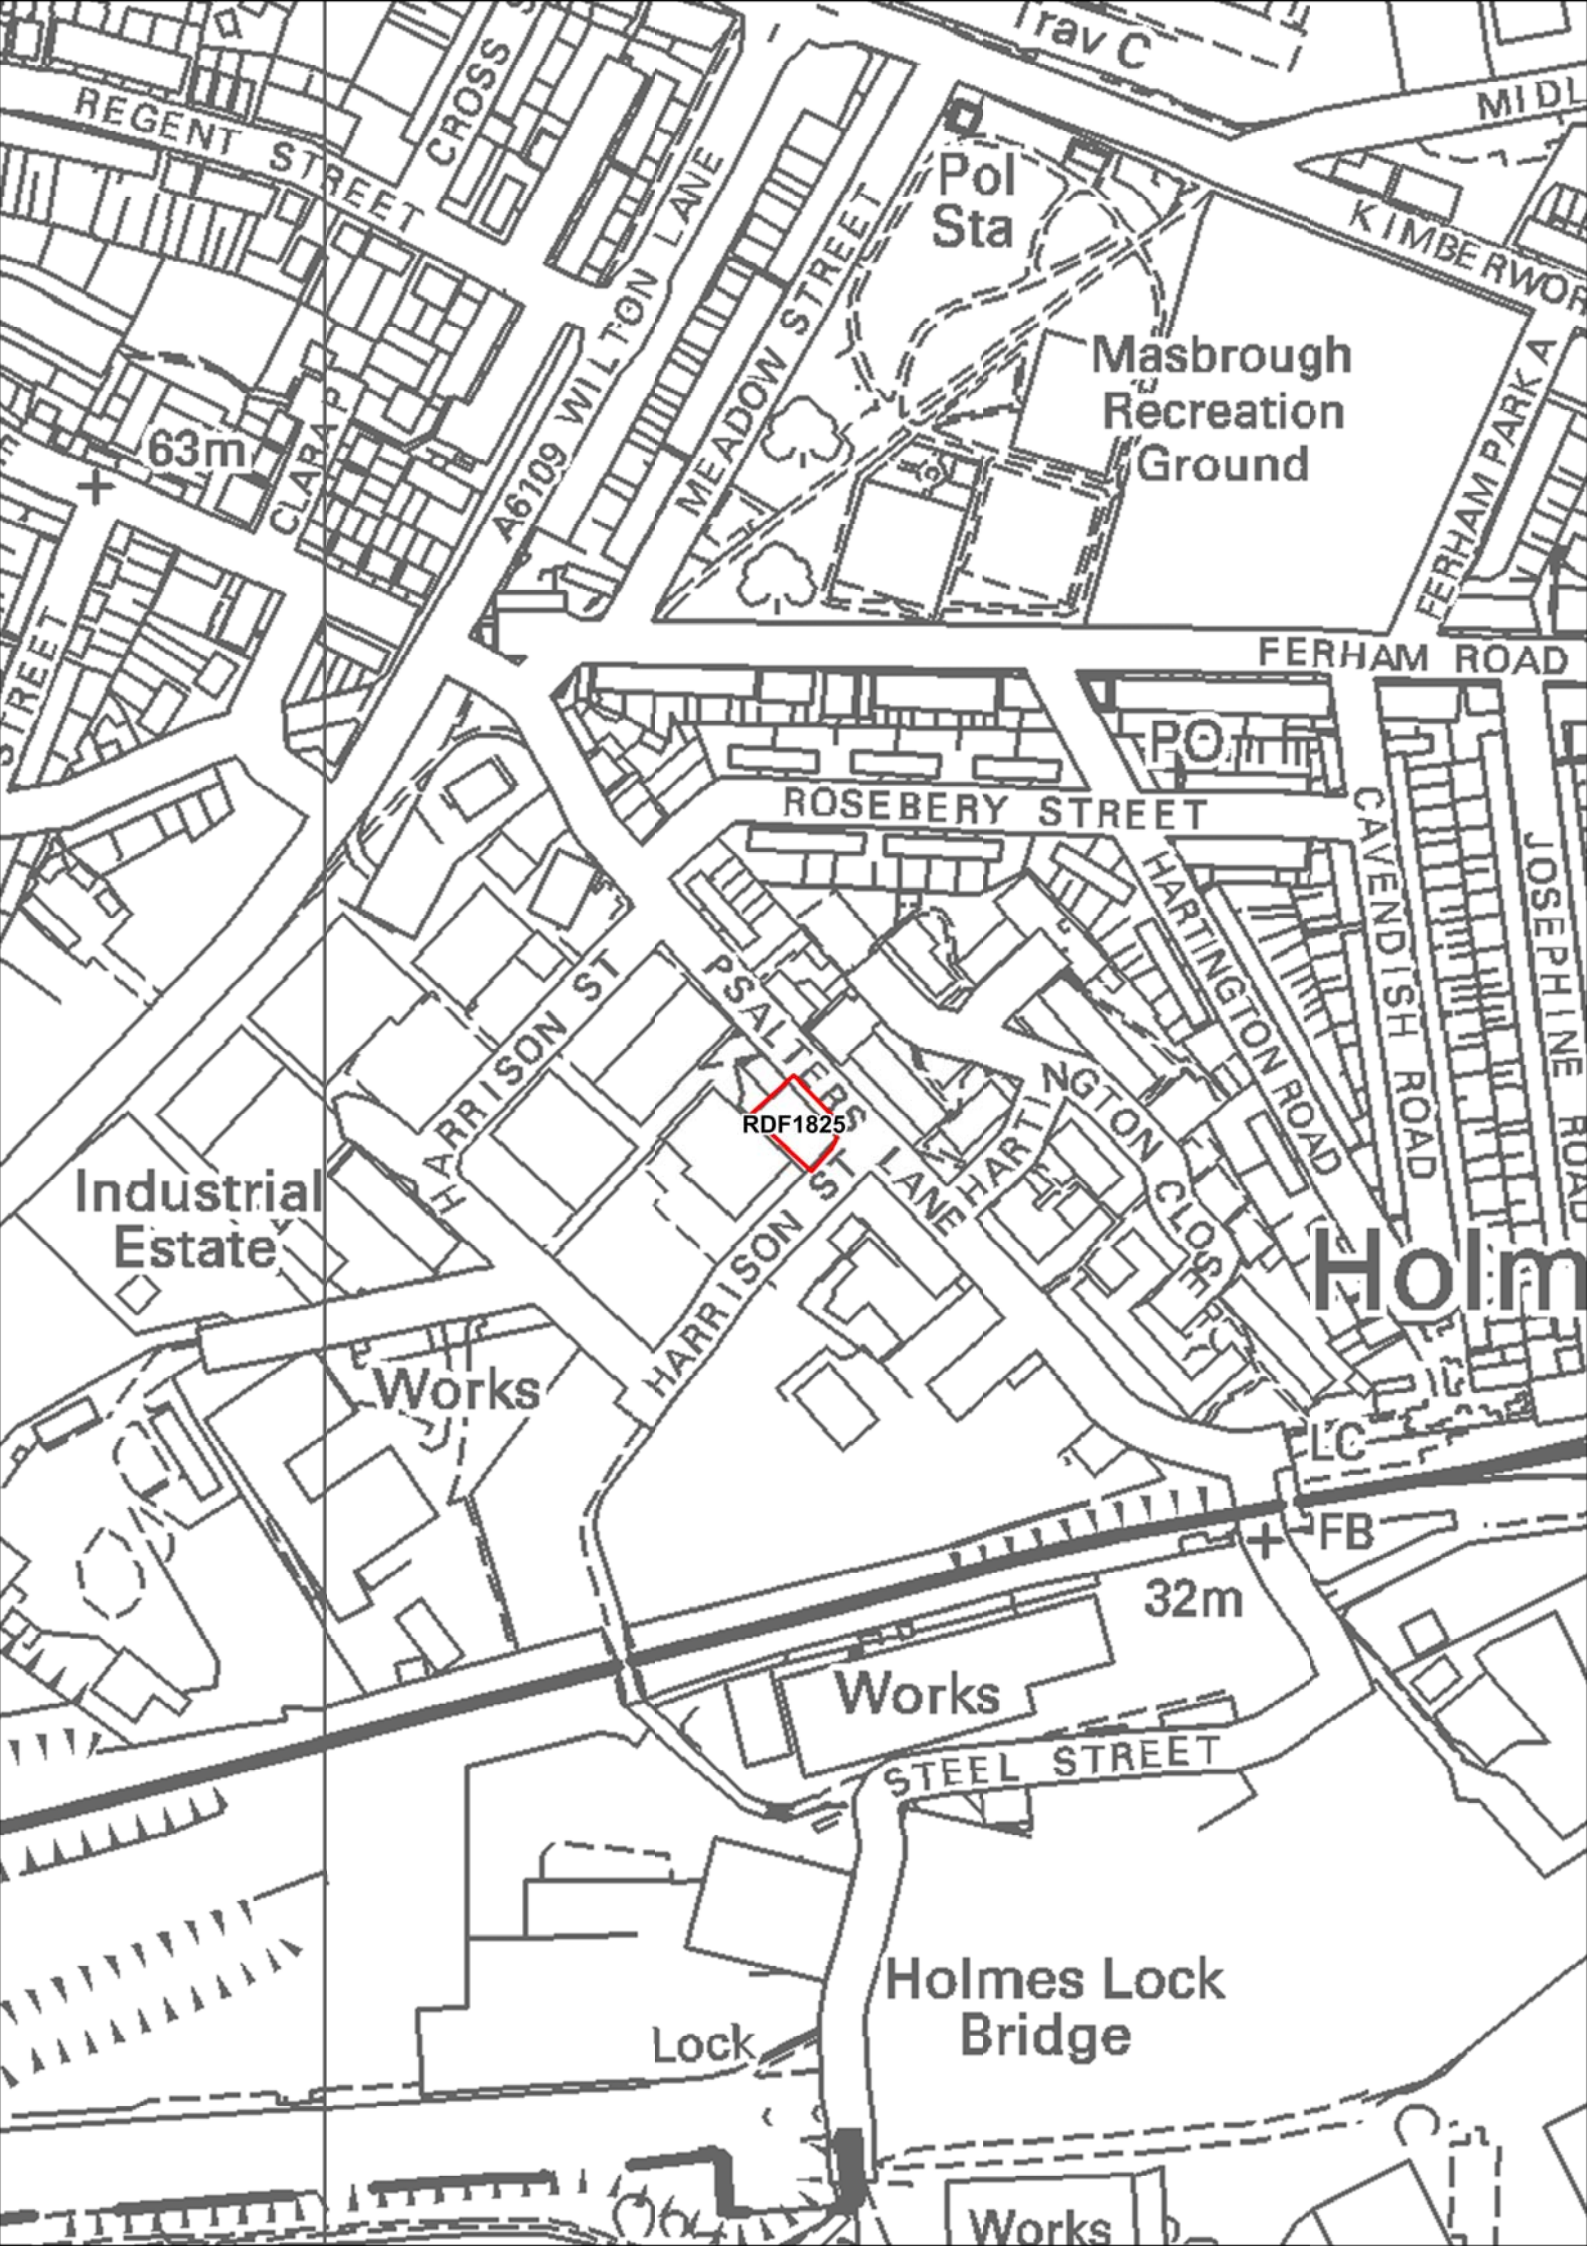 Trav C
MIDL
CROSS
REGENT STREET
Pol
Sta
KIMBERWOR
A6109 WILTON LANE
MEADOW STREET
Masbrough
Recreation
Ground
FERHAM PARK A
63m
CLARA P
STREET
FERHAM ROAD
PO
ROSEBERY STREET
CAVENDISH ROAD
JOSEPHINE ROAD
HARTINGTON ROAD
HARRISON ST
PSALTERS LANE
HARTINGTON CLOSE
RDF1825
Industrial
Estate
HARRISON ST
Holm
Works
LC
FB
32m
Works
STEEL STREET
Holmes Lock
Bridge
Lock
Works